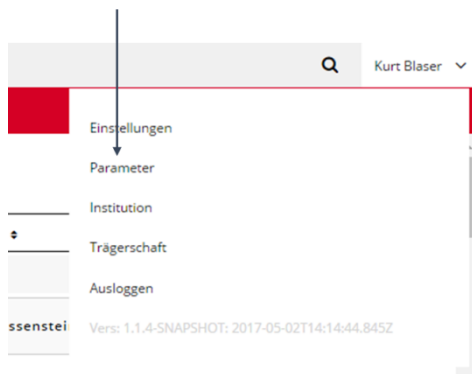 Kurt Blaser
Einstellungen
Parameter
Institution
Trägerschaft
Ausloggen
ssenstei
Vers: 1.1.4-SNAPSHOT: 2017-05-02T14:14:44.845Z